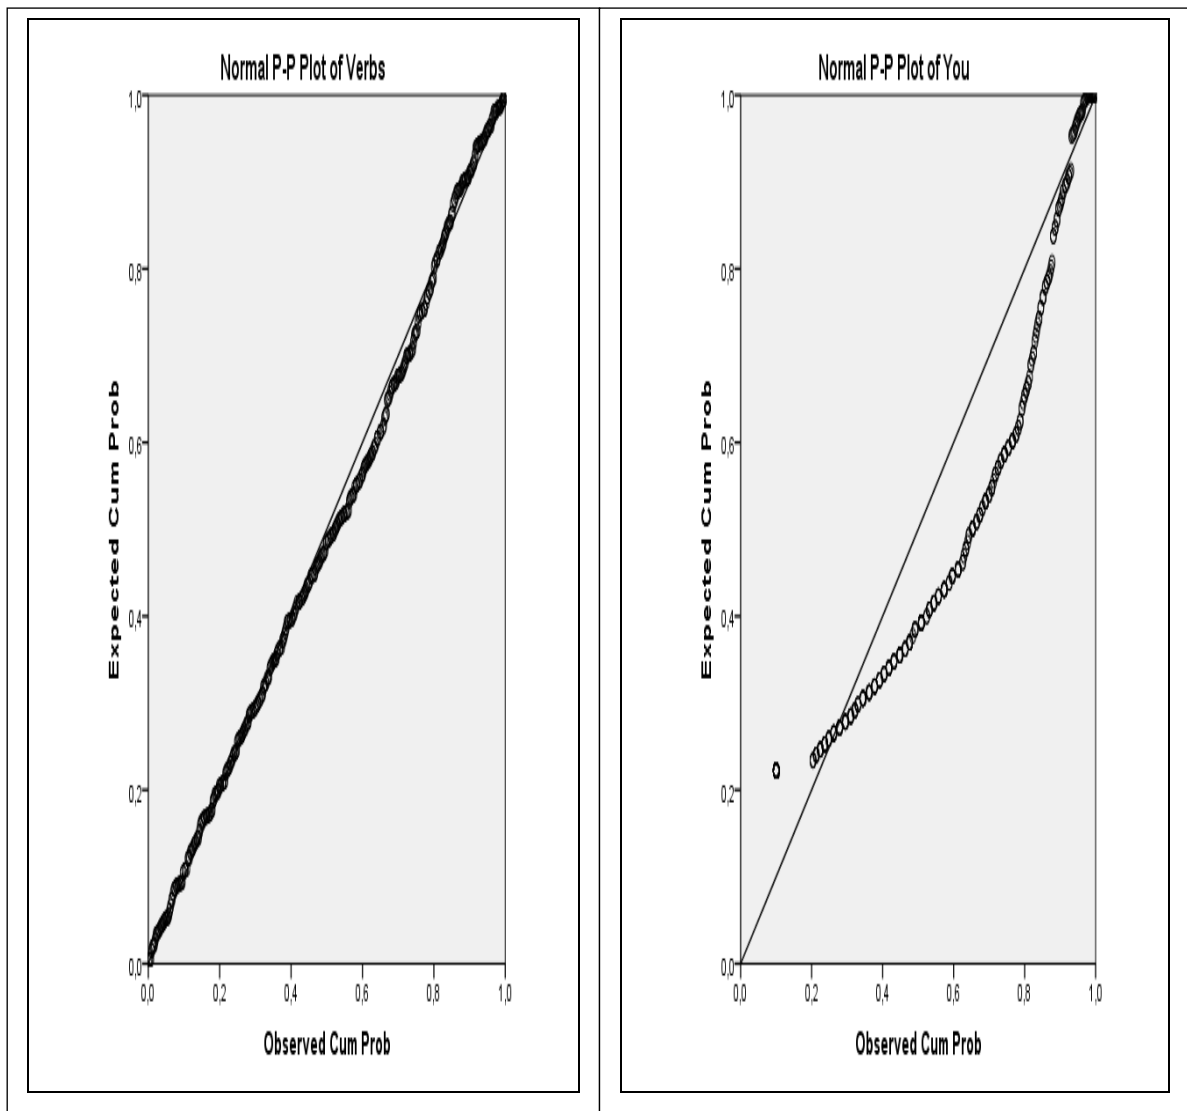 Normal P-P Plot of Verbs
1,0
0,8
0,6
0,4
0,2
0,0
Expected Cum Prob
0,0 0,2 0,4 0,6 0,8 1,0
Observed Cum Prob
Normal P-P Plot of You
1,0
0,8
0,6
0,4
0,2
0,0
Expected Cum Prob
0,0 0,2 0,4 0,6 0,8 1,0
Observed Cum Prob